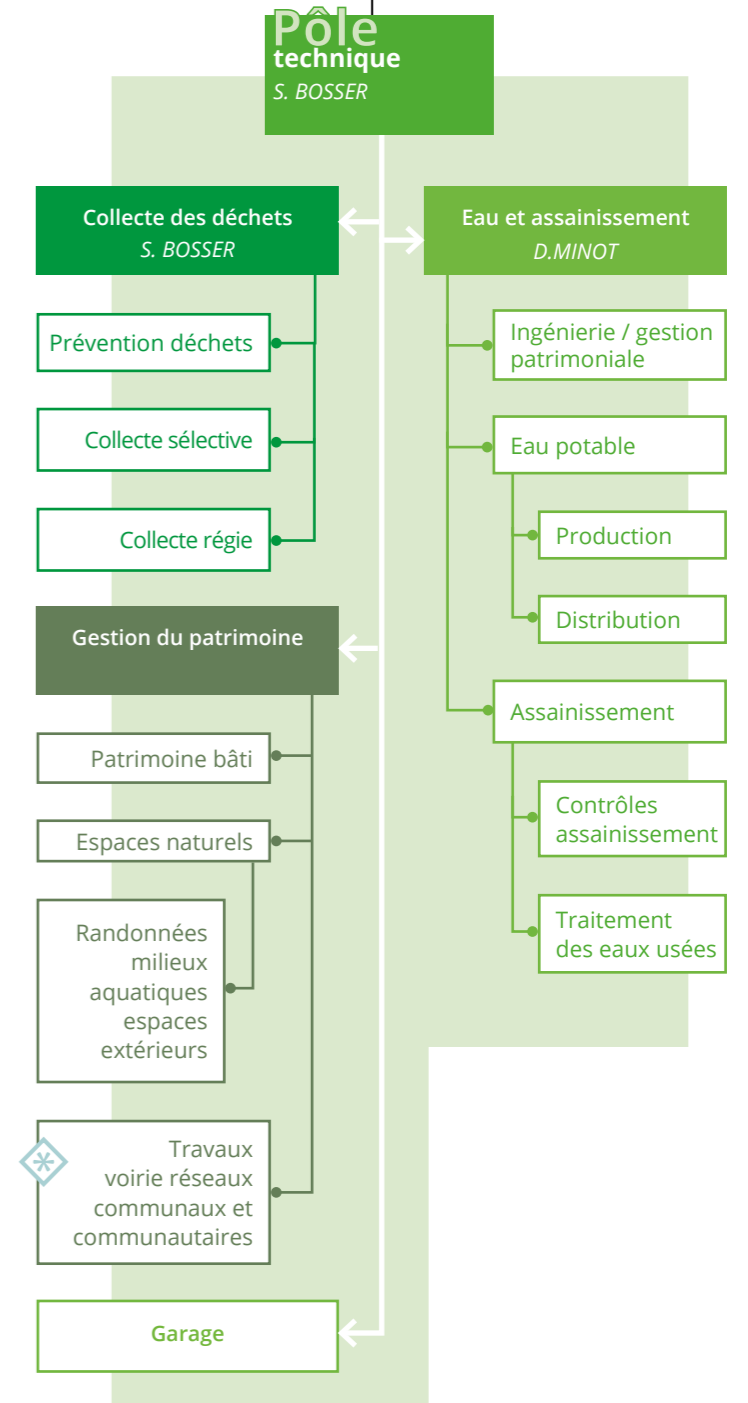 Pôle
technique
S. BOSSER
Collecte des déchets
S. BOSSER
Prévention déchets
Collecte sélective
Collecte régie
Gestion du patrimoine
Patrimoine bâti
Espaces naturels
Randonnées
milieux
aquatiques
espaces
extérieurs
Travaux
voirie réseaux
communaux et
communautaires
Garage
Eau et assainissement
D.MINOT
Ingénierie / gestion
patrimoniale
Eau potable
Production
Distribution
Assainissement
Contrôles
assainissement
Traitement
des eaux usées